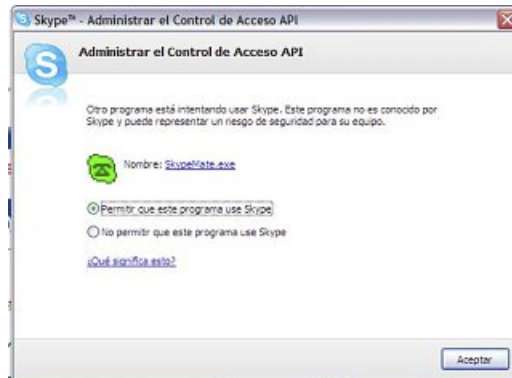 Skype™ - Administrar el Control de Acceso API
Administrar el Control de Acceso API
Otro programa está intentando usar Skype. Este programa no es conocido por
Skype y puede representar un riesgo de seguridad para su equipo.
Nombre: SkypeMate.exe
Permitir que este programa use Skype
No permitir que este programa use Skype
¿Qué significa esto?
Aceptar